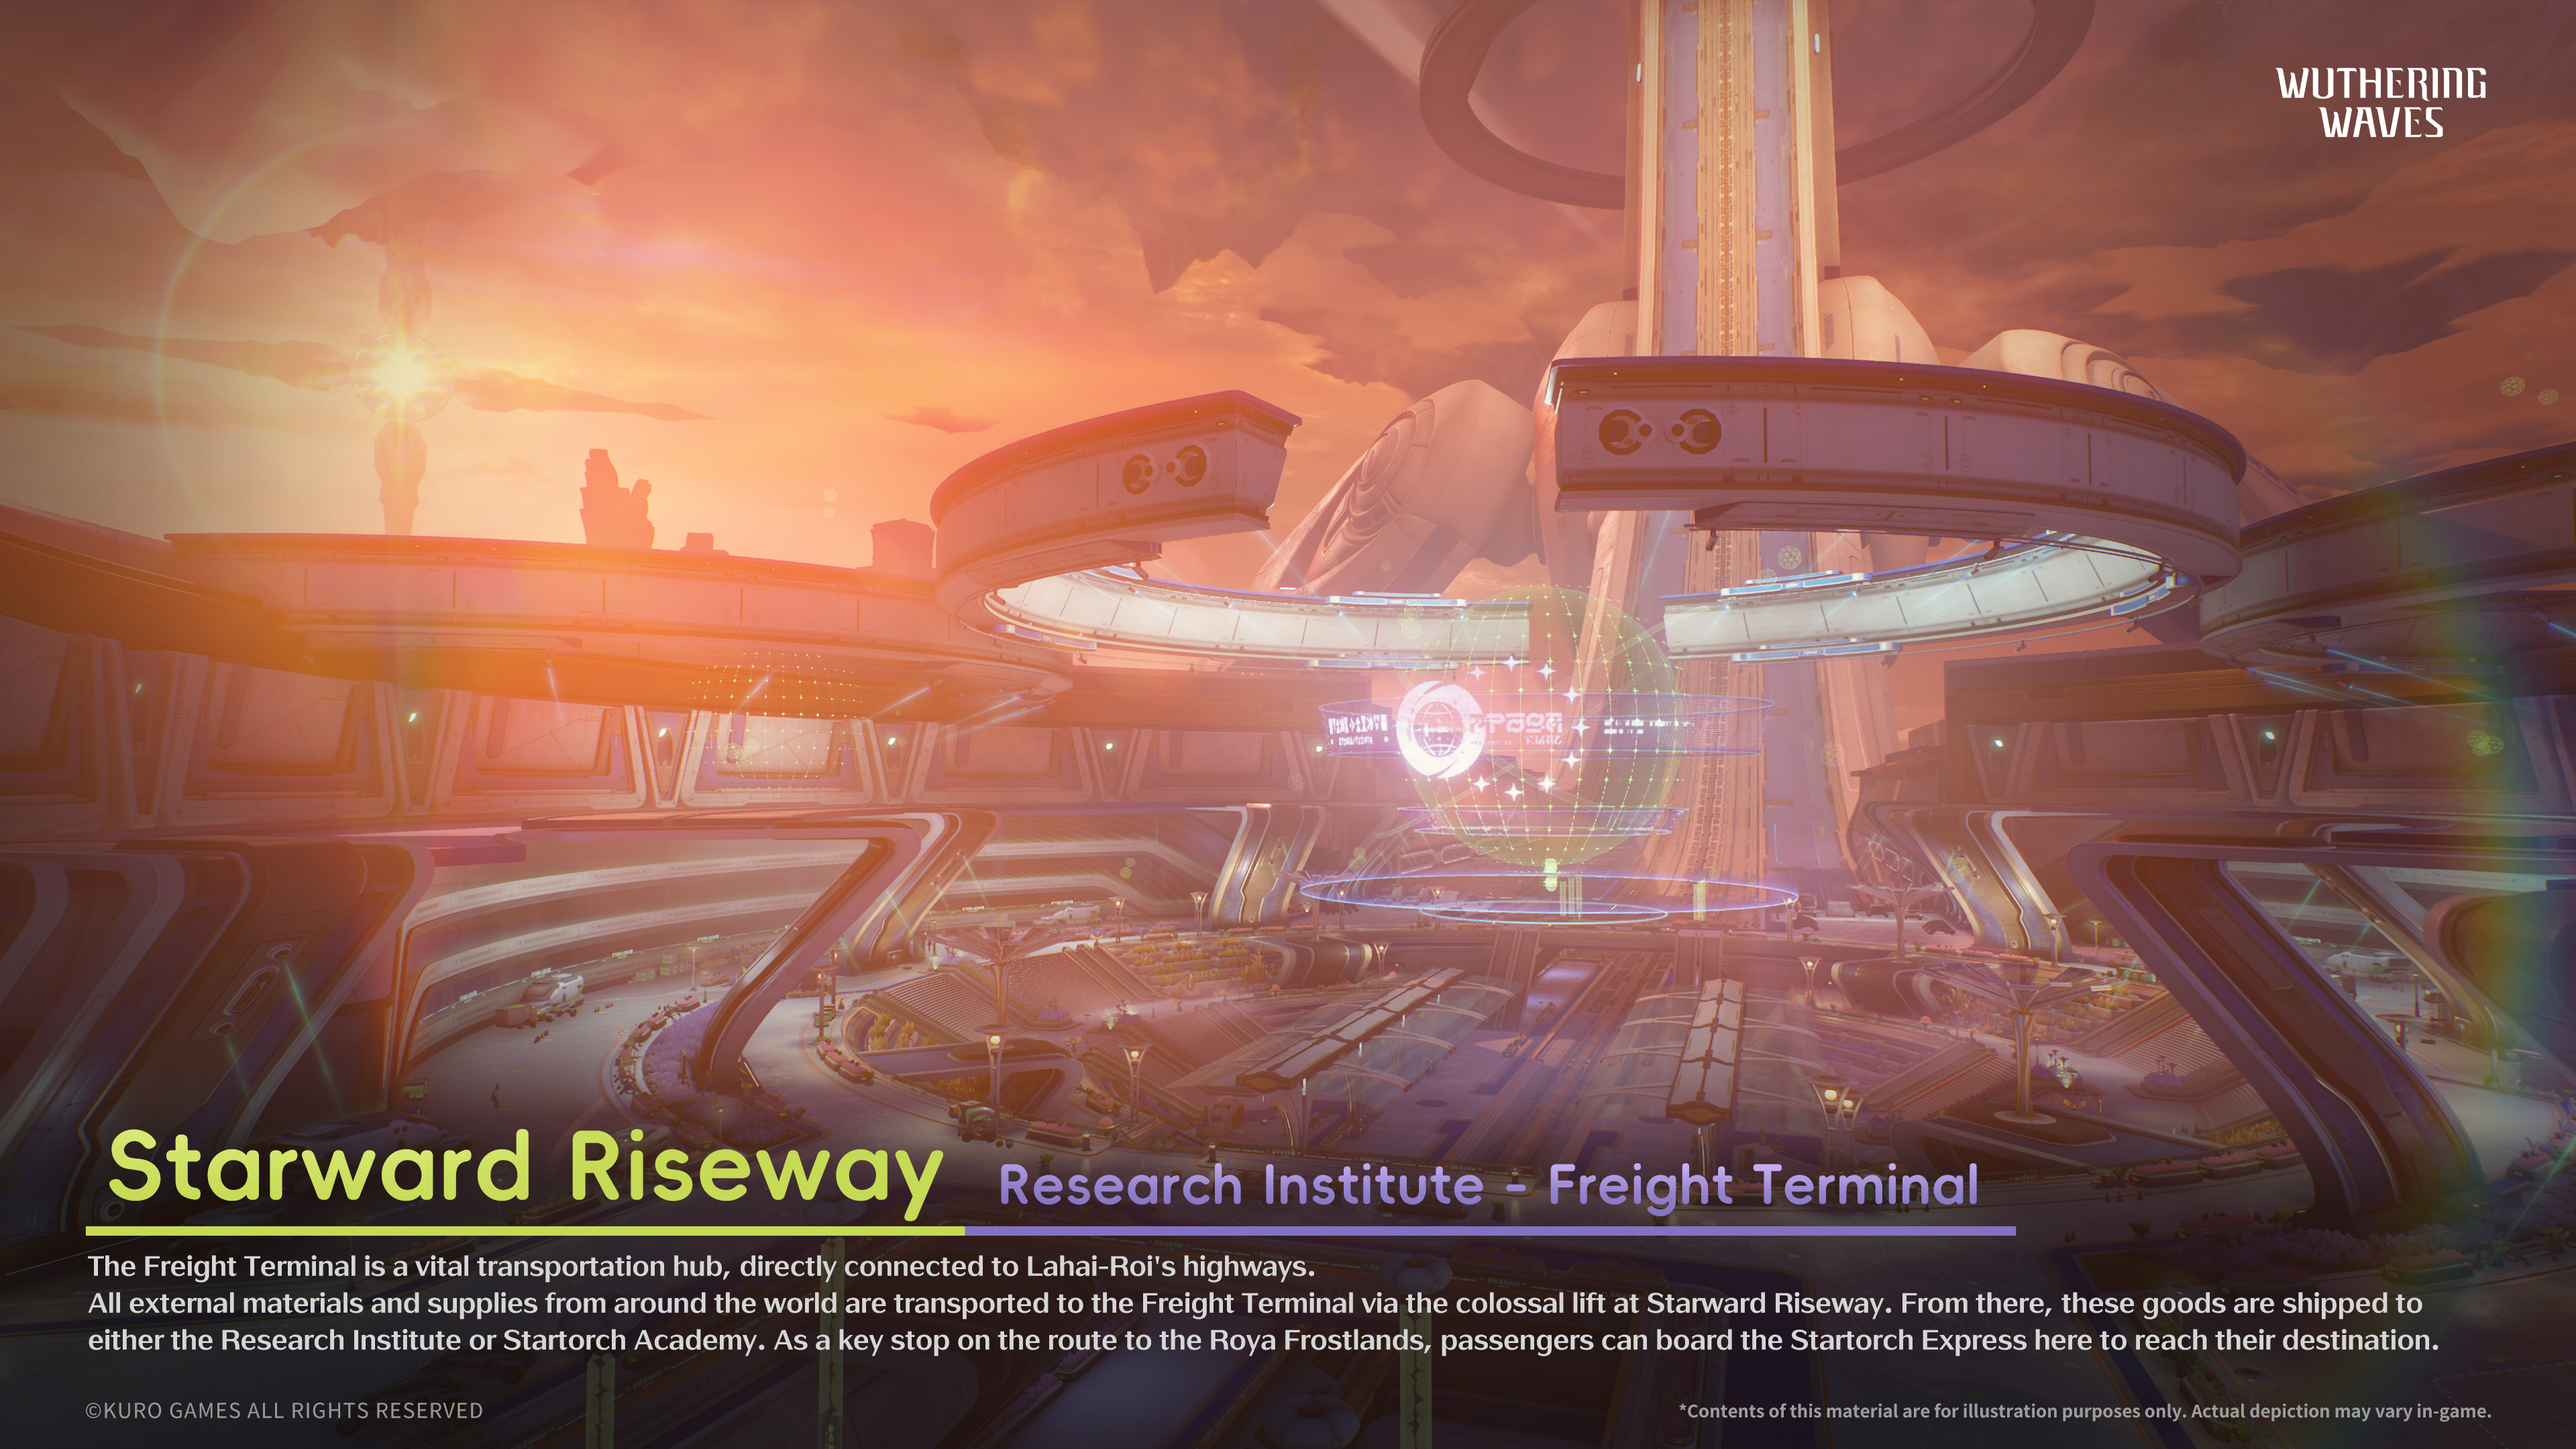 WUTHERING
WAVES
Starward Riseway
Research Institute - Freight Terminal
The Freight Terminal is a vital transportation hub, directly connected to Lahai-Roi's highways.
All external materials and supplies from around the world are transported to the Freight Terminal via the colossal lift at Starward Riseway. From there, these goods are shipped to
either the Research Institute or Startorch Academy. As a key stop on the route to the Roya Frostlands, passengers can board the Startorch Express here to reach their destination.
©KURO GAMES ALL RIGHTS RESERVED
*Contents of this material are for illustration purposes only. Actual depiction may vary in-game.